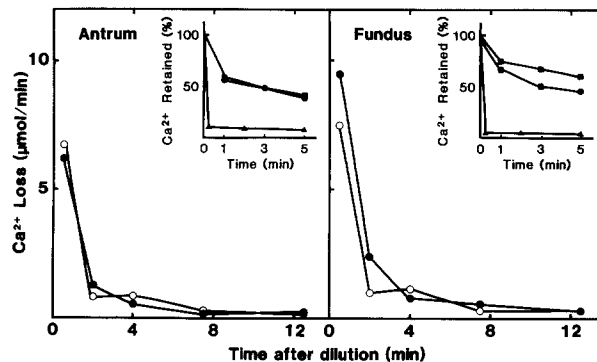 Antrum
Fundus
Ca²⁺ Loss (μmol/min)
10
5
Ca²⁺ Retained (%)
100
50
0 1 3 5
Time (min)
Ca²⁺ Retained (%)
100
50
0 1 3 5
Time (min)
0 4 8 12
0 4 8 12
Time after dilution (min)